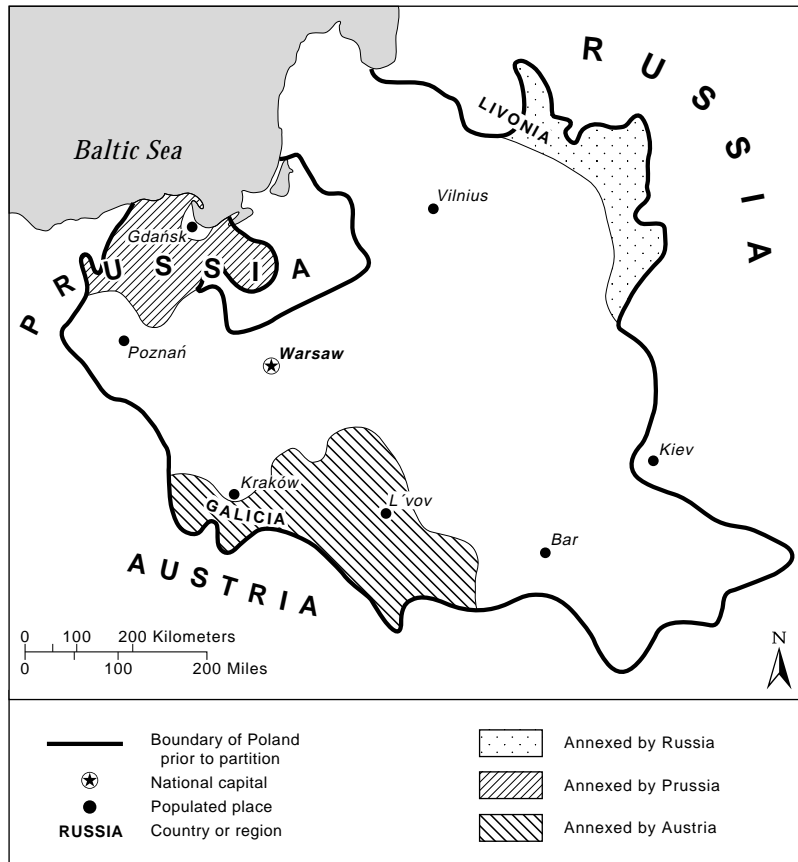 RUSSIA
LIVONIA
Baltic Sea
Vilnius
Gdańsk
PRUSSIA
Poznań
Warsaw
Kiev
Kraków
L´vov
GALICIA
Bar
AUSTRIA
0 100 200 Kilometers
0 100 200 Miles
N
Boundary of Poland
prior to partition
National capital
Populated place
RUSSIA Country or region
Annexed by Russia
Annexed by Prussia
Annexed by Austria